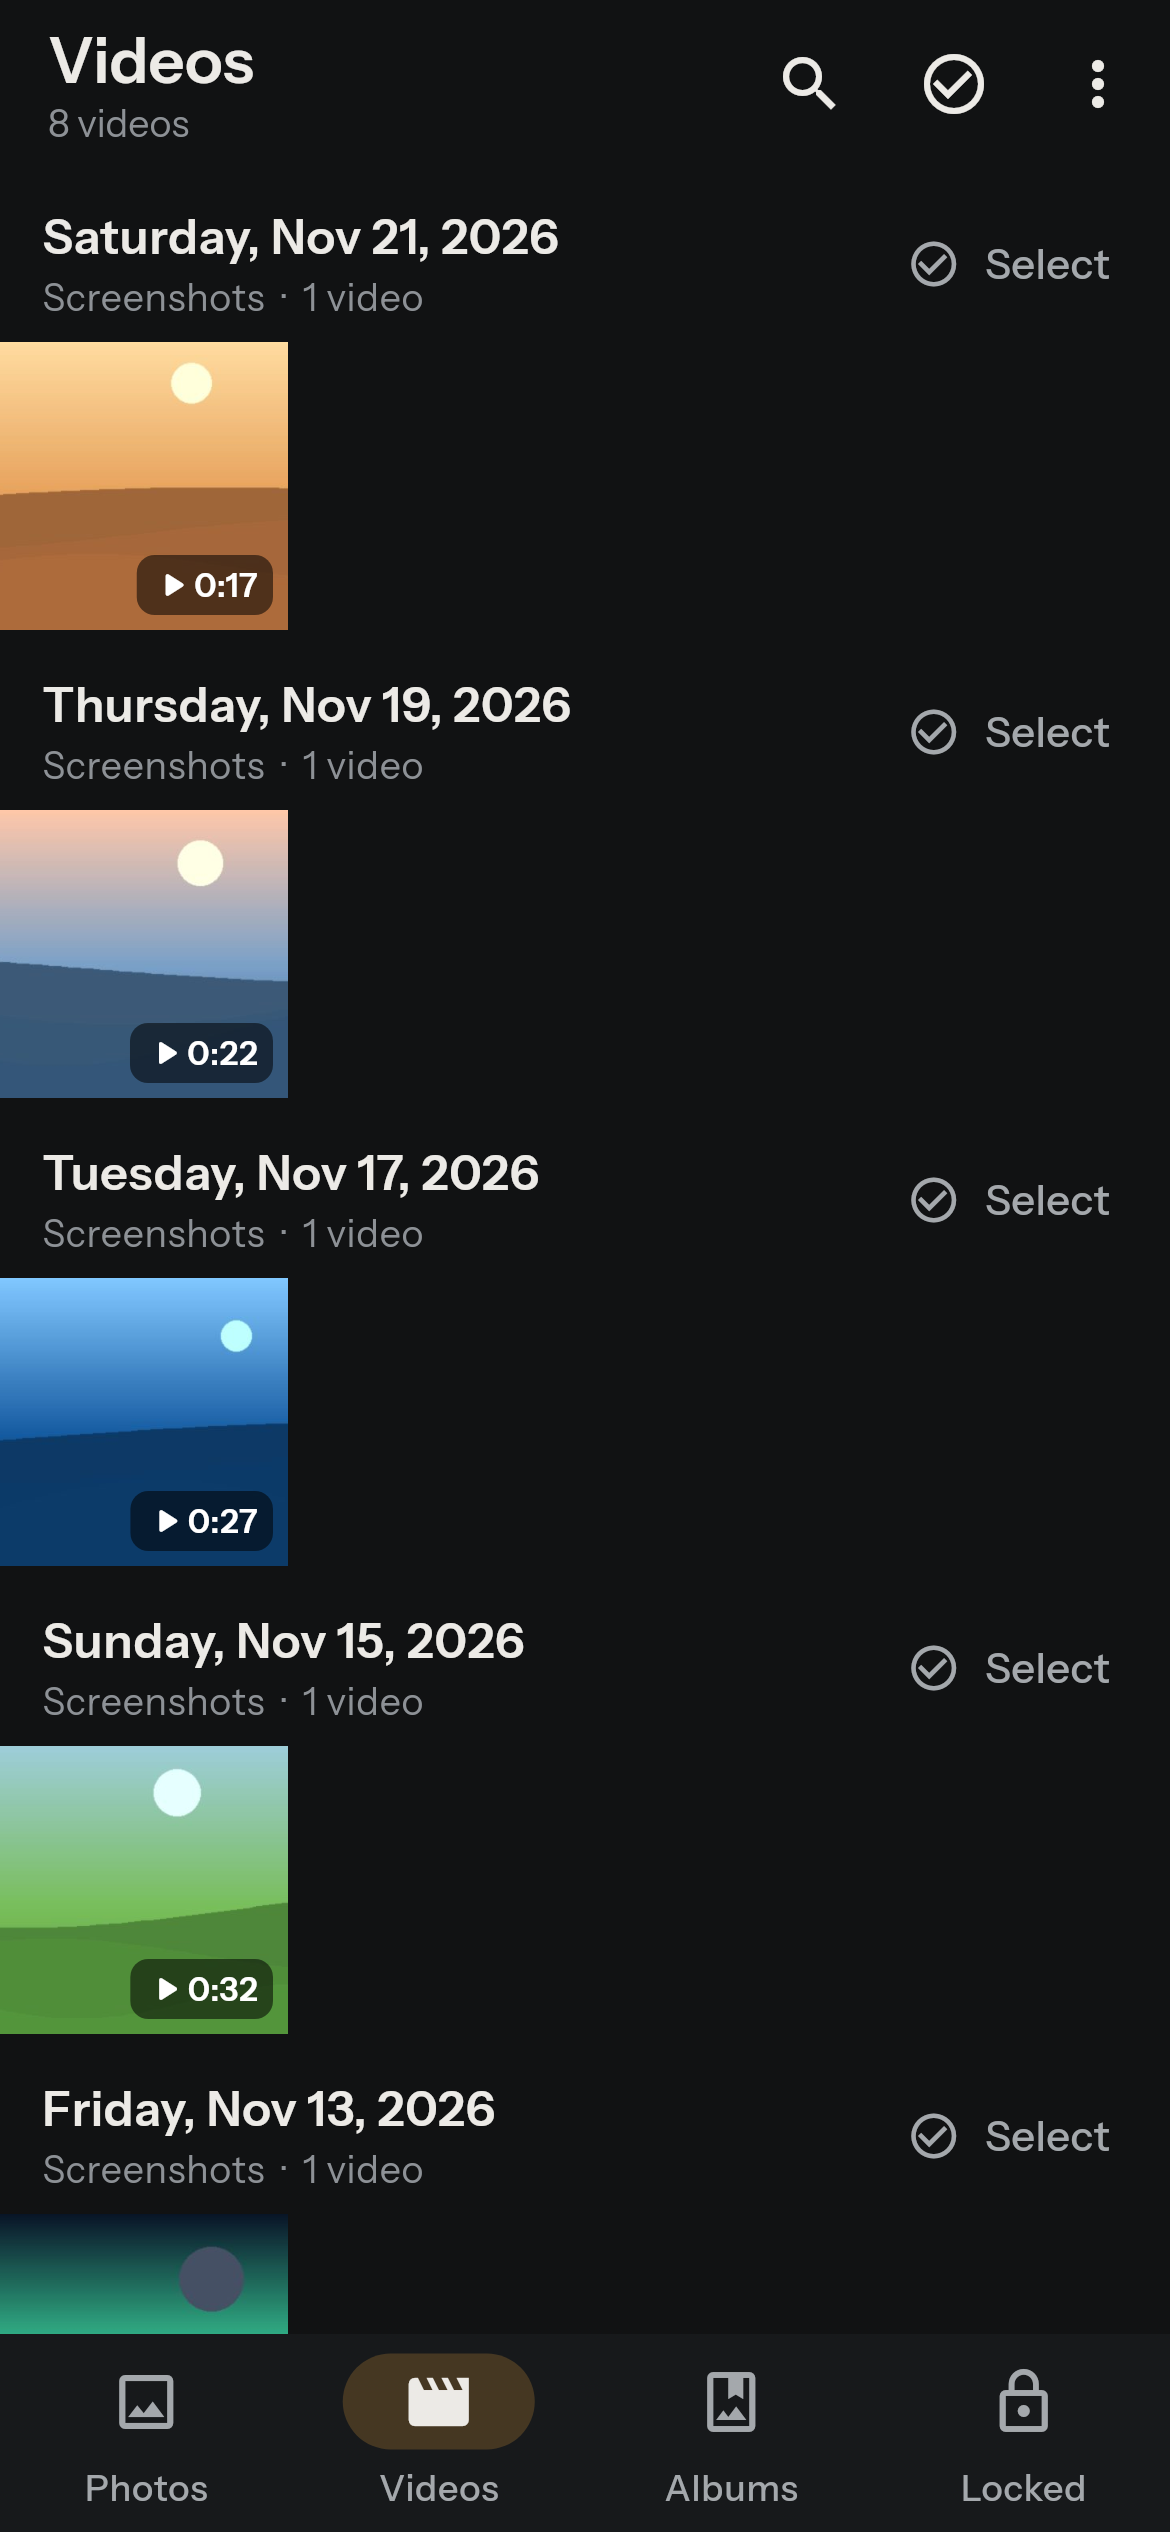 Videos
8 videos
Saturday, Nov 21, 2026
Screenshots · 1 video
Select
0:17
Thursday, Nov 19, 2026
Screenshots · 1 video
Select
0:22
Tuesday, Nov 17, 2026
Screenshots · 1 video
Select
0:27
Sunday, Nov 15, 2026
Screenshots · 1 video
Select
0:32
Friday, Nov 13, 2026
Screenshots · 1 video
Select
Photos
Videos
Albums
Locked